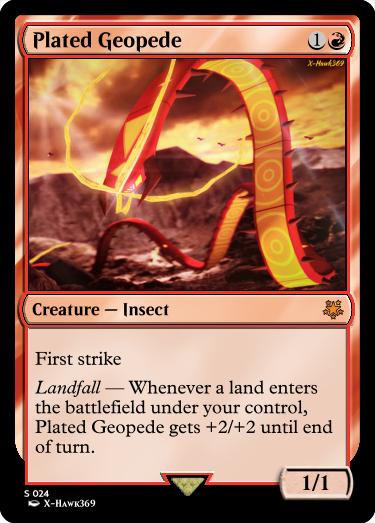 Plated Geopede 1
X-Hawk369
Creature — Insect
First strike
Landfall — Whenever a land enters
the battlefield under your control,
Plated Geopede gets +2/+2 until end
of turn.
1/1
S 024
X-Hawk369